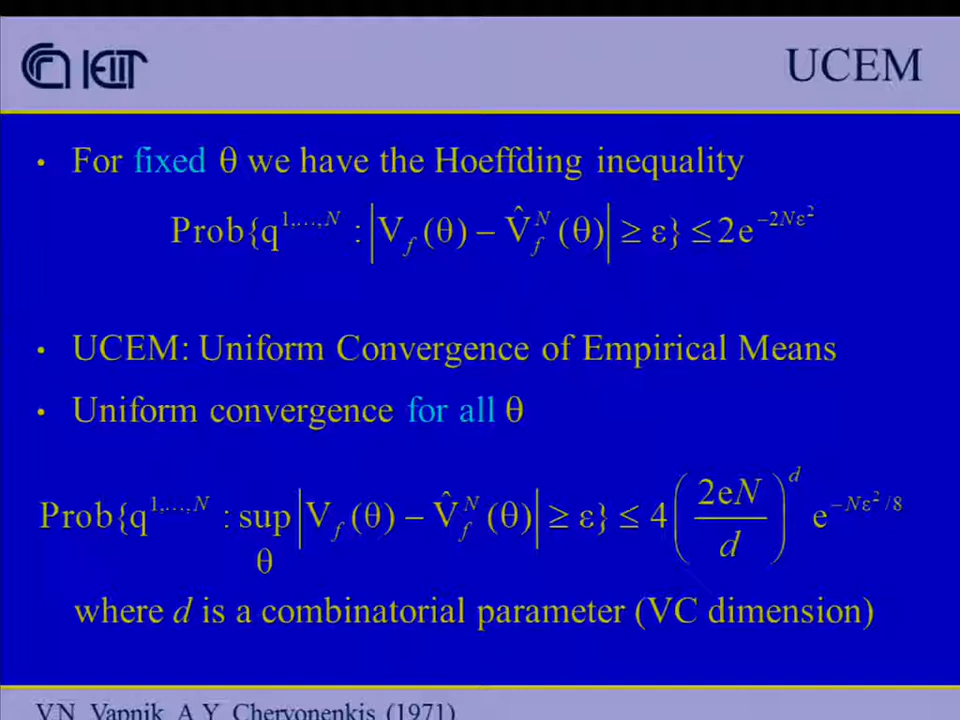 IEIIT
UCEM
• For fixed θ we have the Hoeffding inequality
Prob{q^{1,…,N} : |V_f (θ) − V̂_f^N (θ)| ≥ ε} ≤ 2e^{−2Nε²}
• UCEM: Uniform Convergence of Empirical Means
• Uniform convergence for all θ
Prob{q^{1,…,N} : sup_θ |V_f (θ) − V̂_f^N (θ)| ≥ ε} ≤ 4 (2eN / d)^d e^{−Nε²/8}
where d is a combinatorial parameter (VC dimension)
V.N. Vapnik, A.Y. Chervonenkis (1971)